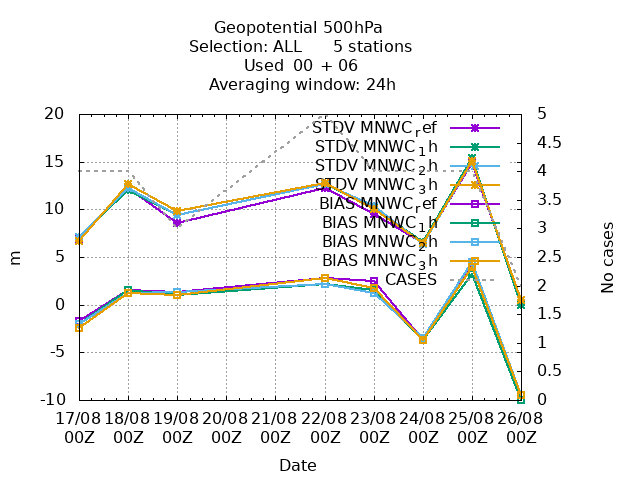 Geopotential 500hPa
Selection: ALL 5 stations
Used 00 + 06
Averaging window: 24h
20
15
10
5
0
-5
-10
m
5
4.5
4
3.5
3
2.5
2
1.5
1
0.5
0
No cases
STDV MNWC_ref
STDV MNWC_1h
STDV MNWC_2h
STDV MNWC_3h
BIAS MNWC_ref
BIAS MNWC_1h
BIAS MNWC_2h
BIAS MNWC_3h
CASES
17/08 18/08 19/08 20/08 21/08 22/08 23/08 24/08 25/08 26/08
00Z 00Z 00Z 00Z 00Z 00Z 00Z 00Z 00Z 00Z
Date